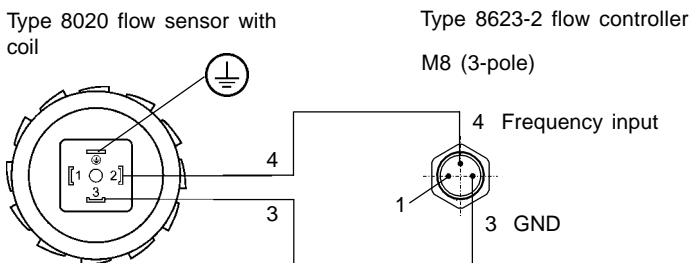 Type 8020 flow sensor with
coil
Type 8623-2 flow controller
M8 (3-pole)
4 Frequency input
4
1 2
3
1
3
3 GND